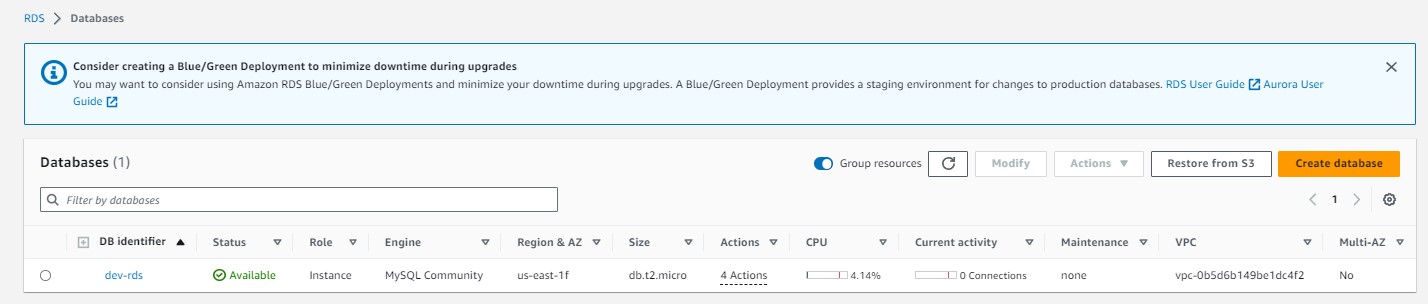 RDS > Databases
Consider creating a Blue/Green Deployment to minimize downtime during upgrades
You may want to consider using Amazon RDS Blue/Green Deployments and minimize your downtime during upgrades. A Blue/Green Deployment provides a staging environment for changes to production databases. RDS User Guide Aurora User
Guide
Databases (1) Group resources Modify Actions Restore from S3 Create database
Filter by databases 1
DB identifier Status Role Engine Region & AZ Size Actions CPU Current activity Maintenance VPC Multi-AZ
dev-rds Available Instance MySQL Community us-east-1f db.t2.micro 4 Actions 4.14% 0 Connections none vpc-0b5d6b149be1dc4f2 No